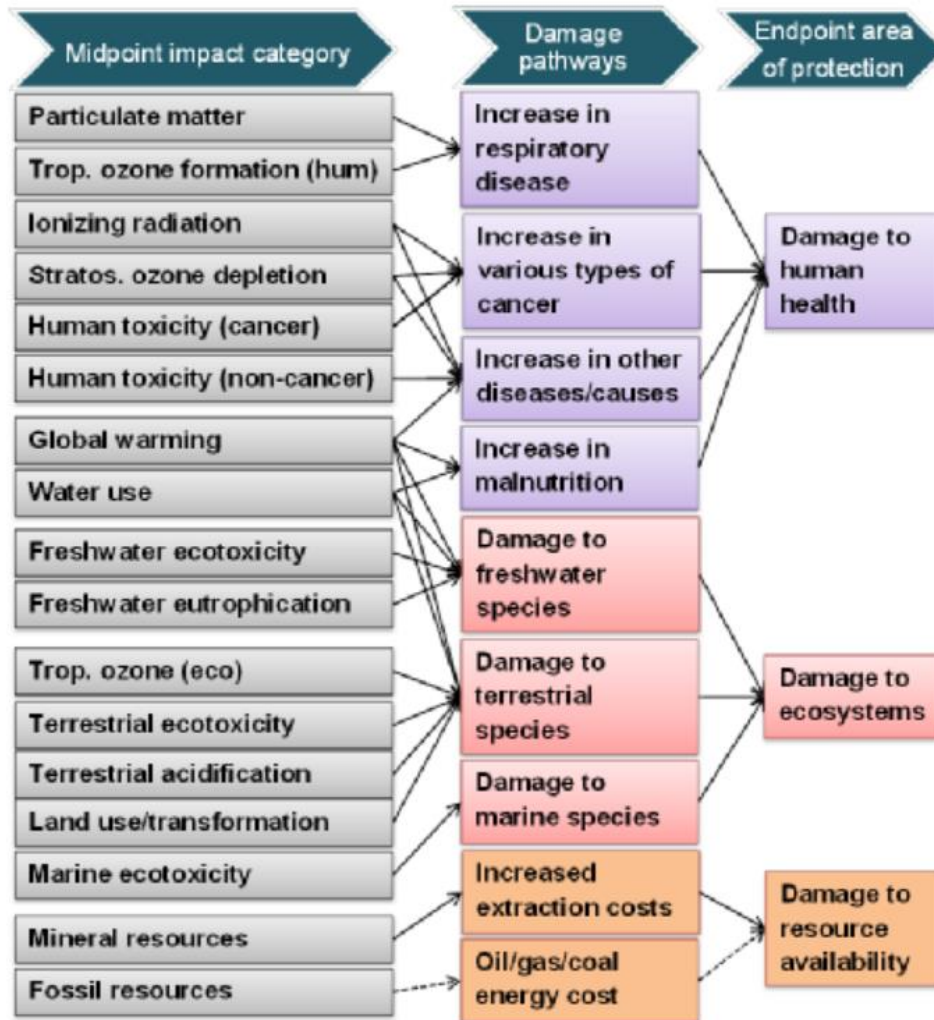 Midpoint impact category
Damage
pathways
Endpoint area
of protection
Particulate matter
Trop. ozone formation (hum)
Ionizing radiation
Stratos. ozone depletion
Human toxicity (cancer)
Human toxicity (non-cancer)
Global warming
Water use
Freshwater ecotoxicity
Freshwater eutrophication
Trop. ozone (eco)
Terrestrial ecotoxicity
Terrestrial acidification
Land use/transformation
Marine ecotoxicity
Mineral resources
Fossil resources
Increase in
respiratory
disease
Increase in
various types of
cancer
Increase in other
diseases/causes
Increase in
malnutrition
Damage to
freshwater
species
Damage to
terrestrial
species
Damage to
marine species
Increased
extraction costs
Oil/gas/coal
energy cost
Damage to
human
health
Damage to
ecosystems
Damage to
resource
availability